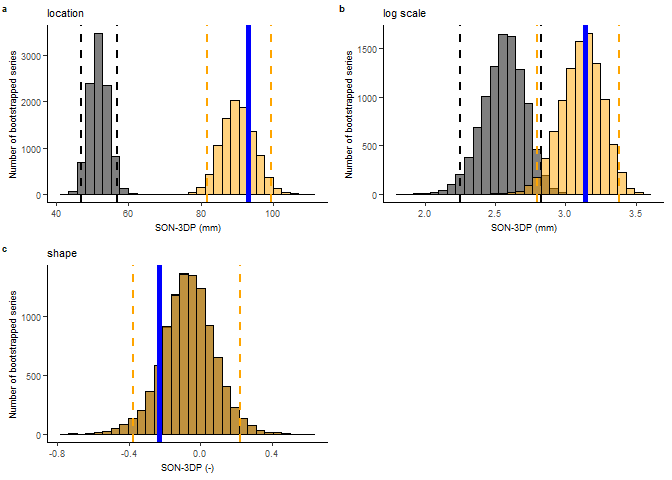 a
location
Number of bootstrapped series
3000
2000
1000
0
40 60 80 100
SON-3DP (mm)
b
log scale
Number of bootstrapped series
1500
1000
500
0
2.0 2.5 3.0 3.5
SON-3DP (mm)
c
shape
Number of bootstrapped series
1000
500
0
-0.8 -0.4 0.0 0.4
SON-3DP (-)